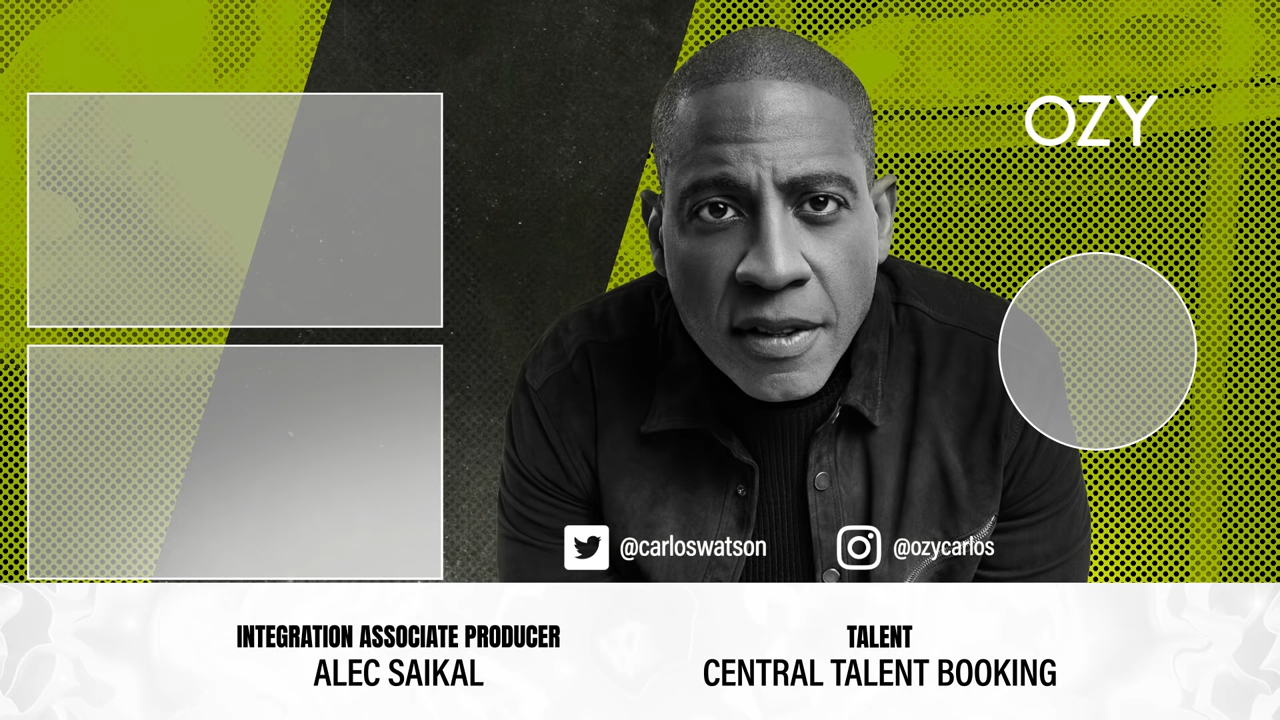 OZY
@carloswatson
@ozycarlos
INTEGRATION ASSOCIATE PRODUCER
ALEC SAIKAL
TALENT
CENTRAL TALENT BOOKING